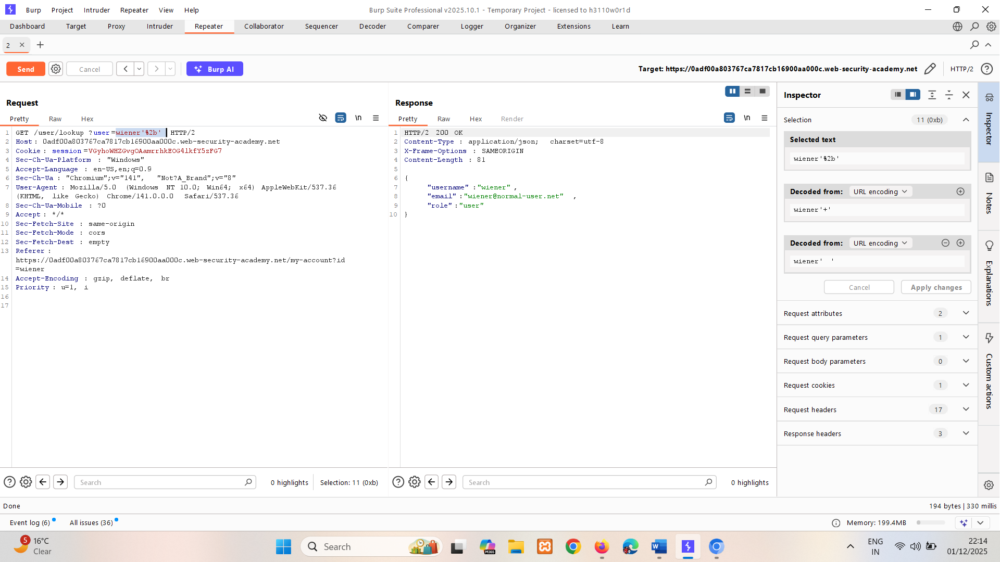 Burp Project Intruder Repeater View Help
Burp Suite Professional v2025.10.1 - Temporary Project - licensed to h3110w0r1d
Dashboard Target Proxy Intruder Repeater Collaborator Sequencer Decoder Comparer Logger Organizer Extensions Learn
2
Send Cancel Burp AI
Target: https://0adf00a803767ca7817cb16900aa000c.web-security-academy.net
HTTP/2
Request
Pretty Raw Hex
\n
1 GET /user/lookup ?user=wiener'%2b' HTTP/2
2 Host: 0adf00a803767ca7817cb16900aa000c.web-security-academy.net
3 Cookie: session=VGyhoWHZGvgOAamrrhkEOG4lkfY5zFG7
4 Sec-Ch-Ua-Platform : "Windows"
5 Accept-Language : en-US,en;q=0.9
6 Sec-Ch-Ua : "Chromium";v="141", "Not?A_Brand";v="8"
7 User-Agent : Mozilla/5.0 (Windows NT 10.0; Win64; x64) AppleWebKit/537.36
(KHTML, like Gecko) Chrome/141.0.0.0 Safari/537.36
8 Sec-Ch-Ua-Mobile : ?0
9 Accept : */*
10 Sec-Fetch-Site : same-origin
11 Sec-Fetch-Mode : cors
12 Sec-Fetch-Dest : empty
13 Referer :
https://0adf00a803767ca7817cb16900aa000c.web-security-academy.net/my-account?id
=wiener
14 Accept-Encoding : gzip, deflate, br
15 Priority : u=1, i
16
17
Search
0 highlights
Selection: 11 (0xb)
Response
Pretty Raw Hex Render
\n
1 HTTP/2 200 OK
2 Content-Type : application/json; charset=utf-8
3 X-Frame-Options : SAMEORIGIN
4 Content-Length : 81
5
6 {
7 "username" :"wiener" ,
8 "email" :"wiener@normal-user.net" ,
9 "role" :"user"
10 }
Search
0 highlights
Inspector
Selection 11 (0xb)
Selected text
wiener'%2b'
Decoded from: URL encoding
wiener'+'
Decoded from: URL encoding
wiener' '
Cancel Apply changes
Request attributes 2
Request query parameters 1
Request body parameters 0
Request cookies 1
Request headers 17
Response headers 3
Inspector
Notes
Explanations
Custom actions
Done
194 bytes | 330 millis
Event log (6) All issues (36)
Memory: 199.4MB
5
16°C
Clear
Search
M365
ENG
IN
22:14
01/12/2025